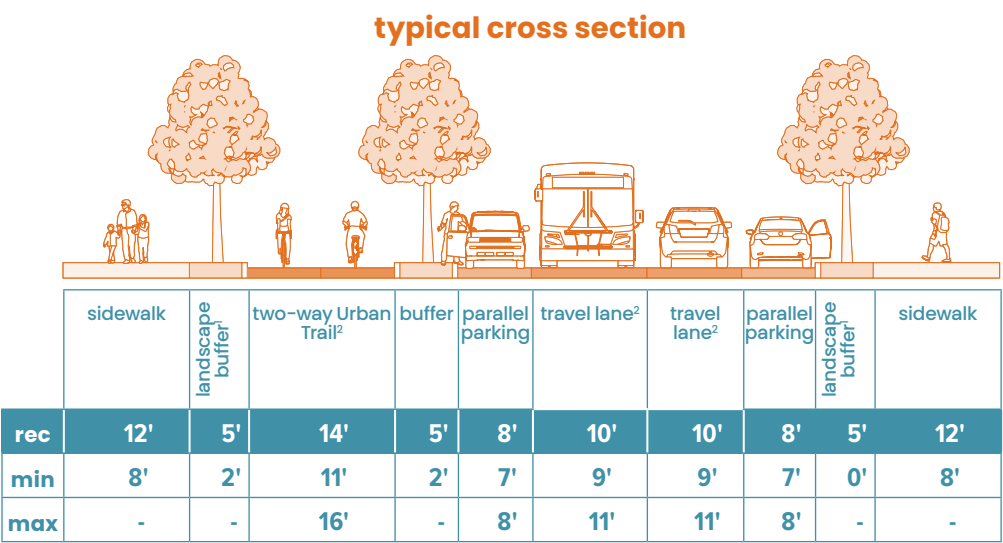 typical cross section
sidewalk
landscape
buffer¹
two-way Urban
Trail²
buffer
parallel
parking
travel lane²
travel
lane²
parallel
parking
landscape
buffer¹
sidewalk
rec 12' 5' 14' 5' 8' 10' 10' 8' 5' 12'
min 8' 2' 11' 2' 7' 9' 9' 7' 0' 8'
max - - 16' - 8' 11' 11' 8' - -